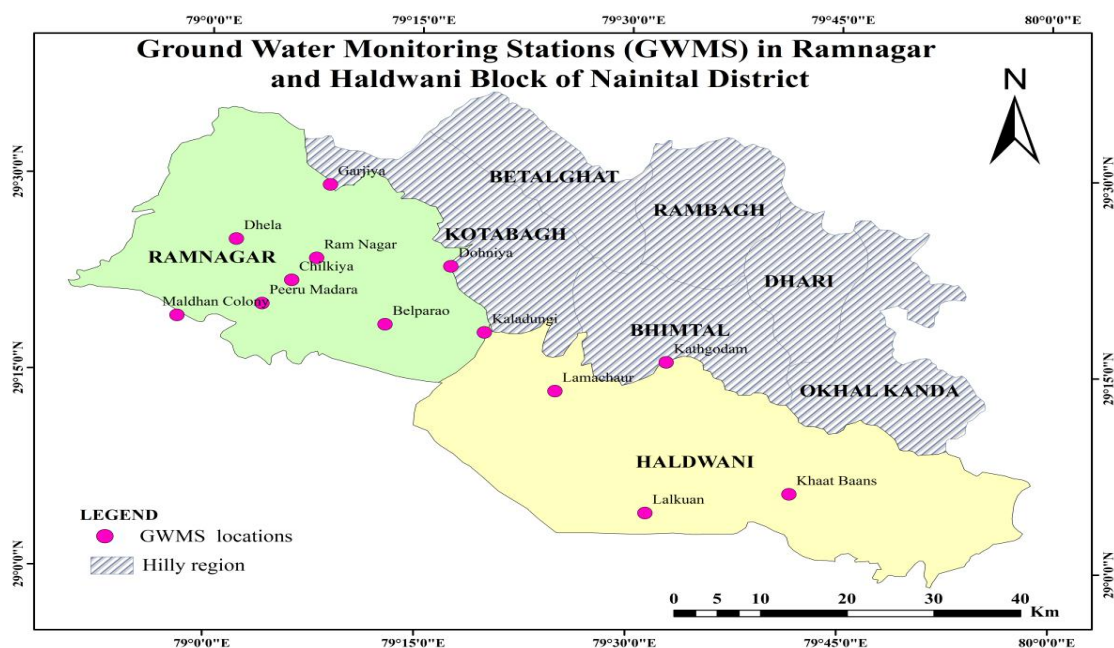 79°0'0"E 79°15'0"E 79°30'0"E 79°45'0"E 80°0'0"E
Ground Water Monitoring Stations (GWMS) in Ramnagar
and Haldwani Block of Nainital District
N
29°30'0"N
29°30'0"N
Garjiya
BETALGHAT
RAMBAGH
Dhela
KOTABAGH
Ram Nagar
RAMNAGAR
Dohniya
Chilkiya
DHARI
Peeru Madara
Maldhan Colony
Belparao
Kaladungi
BHIMTAL
Kathgodam
29°15'0"N
29°15'0"N
Lamachaur
OKHAL KANDA
HALDWANI
Khaat Baans
Lalkuan
LEGEND
GWMS locations
Hilly region
29°0'0"N
29°0'0"N
0 5 10 20 30 40
Km
79°0'0"E 79°15'0"E 79°30'0"E 79°45'0"E 80°0'0"E